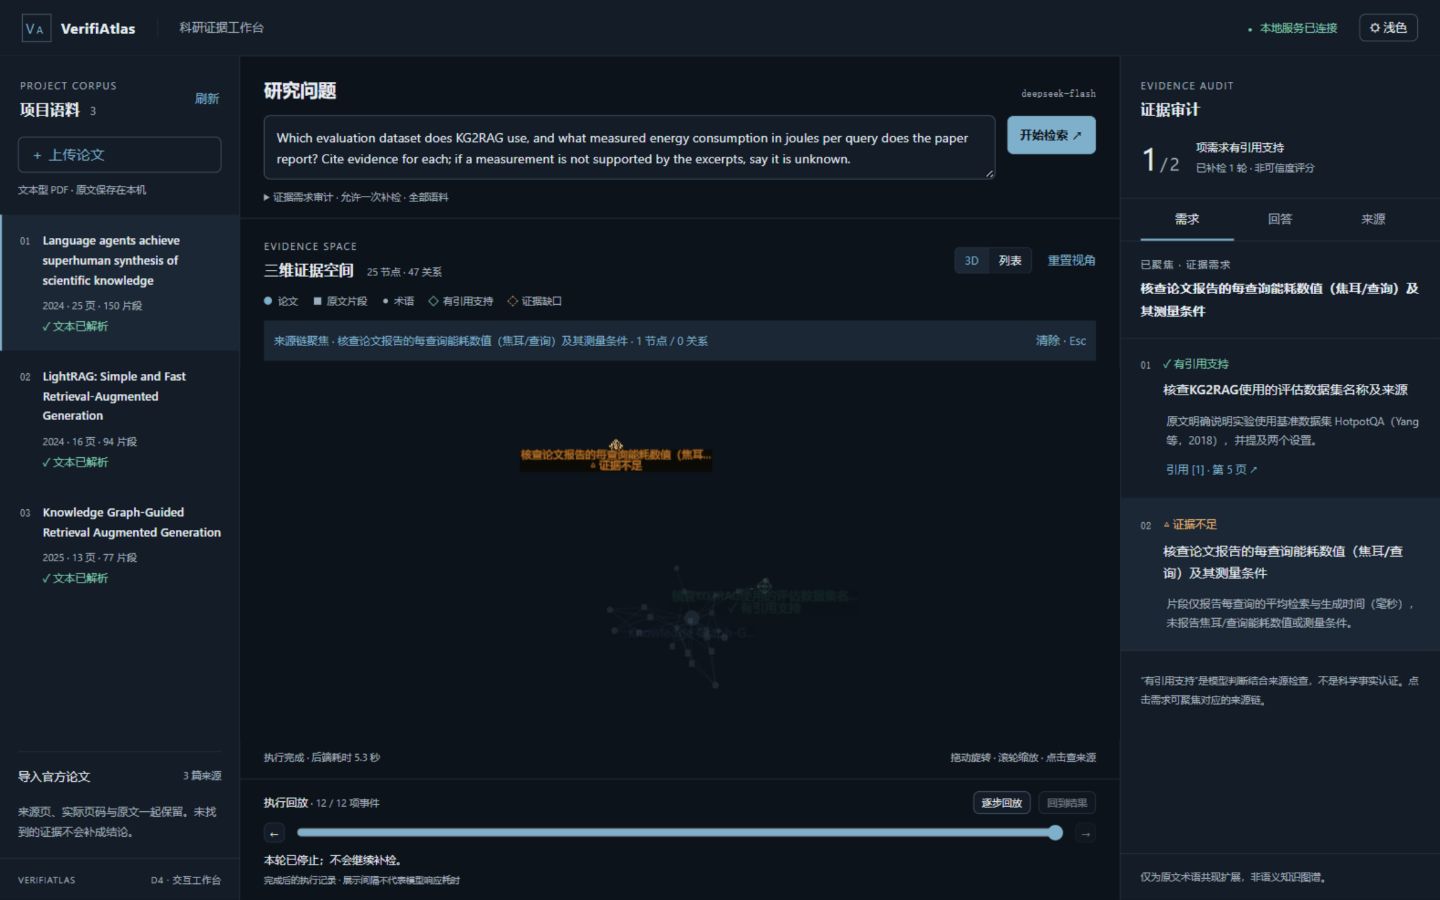 VA VerifiAtlas 科研证据工作台
本地服务已连接 浅色
PROJECT CORPUS
项目语料 3
刷新
+ 上传论文
文本型 PDF · 原文保存在本机
01 Language agents achieve
superhuman synthesis of
scientific knowledge
2024 · 25 页 · 150 片段
✓ 文本已解析
02 LightRAG: Simple and Fast
Retrieval-Augmented
Generation
2024 · 16 页 · 94 片段
✓ 文本已解析
03 Knowledge Graph-Guided
Retrieval Augmented Generation
2025 · 13 页 · 77 片段
✓ 文本已解析
导入官方论文 3 篇来源
来源页、实际页码与原文一起保留。未找
到的证据不会补成结论。
VERIFIATLAS D4 · 交互工作台
研究问题
deepseek-flash
Which evaluation dataset does KG2RAG use, and what measured energy consumption in joules per query does the paper
report? Cite evidence for each; if a measurement is not supported by the excerpts, say it is unknown.
开始检索 ↗
▶ 证据需求审计 · 允许一次补检 · 全部语料
EVIDENCE SPACE
三维证据空间 25 节点 · 47 关系
3D 列表 重置视角
论文 原文片段 术语 有引用支持 证据缺口
来源链聚焦 · 核查论文报告的每查询能耗数值（焦耳/查询）及其测量条件 · 1 节点 / 0 关系
清除 · Esc
核查论文报告的每查询能耗数值（焦耳...
证据不足
核查KG2RAG使用的评估数据集名...
✓ 有引用支持
Knowledge Graph-G...
执行完成 · 后端耗时 5.3 秒
拖动旋转 · 滚轮缩放 · 点击查来源
执行回放 · 12 / 12 项事件
逐步回放 回到结果
← →
本轮已停止；不会继续补检。
完成后的执行记录 · 展示间隔不代表模型响应耗时
EVIDENCE AUDIT
证据审计
1/2
项需求有引用支持
已补检 1 轮 · 非可信度评分
需求 回答 来源
已聚焦 · 证据需求
核查论文报告的每查询能耗数值（焦耳/查询）及
其测量条件
01 ✓ 有引用支持
核查KG2RAG使用的评估数据集名称及来源
原文明确说明实验使用基准数据集 HotpotQA（Yang
等，2018），并提及两个设置。
引用 [1] · 第 5 页 ↗
02 证据不足
核查论文报告的每查询能耗数值（焦耳/查
询）及其测量条件
片段仅报告每查询的平均检索与生成时间（毫秒），
未报告焦耳/查询能耗数值或测量条件。
“有引用支持”是模型判断结合来源检查，不是科学事实认证。点
击需求可聚焦对应的来源链。
仅为原文术语共现扩展，非语义知识图谱。